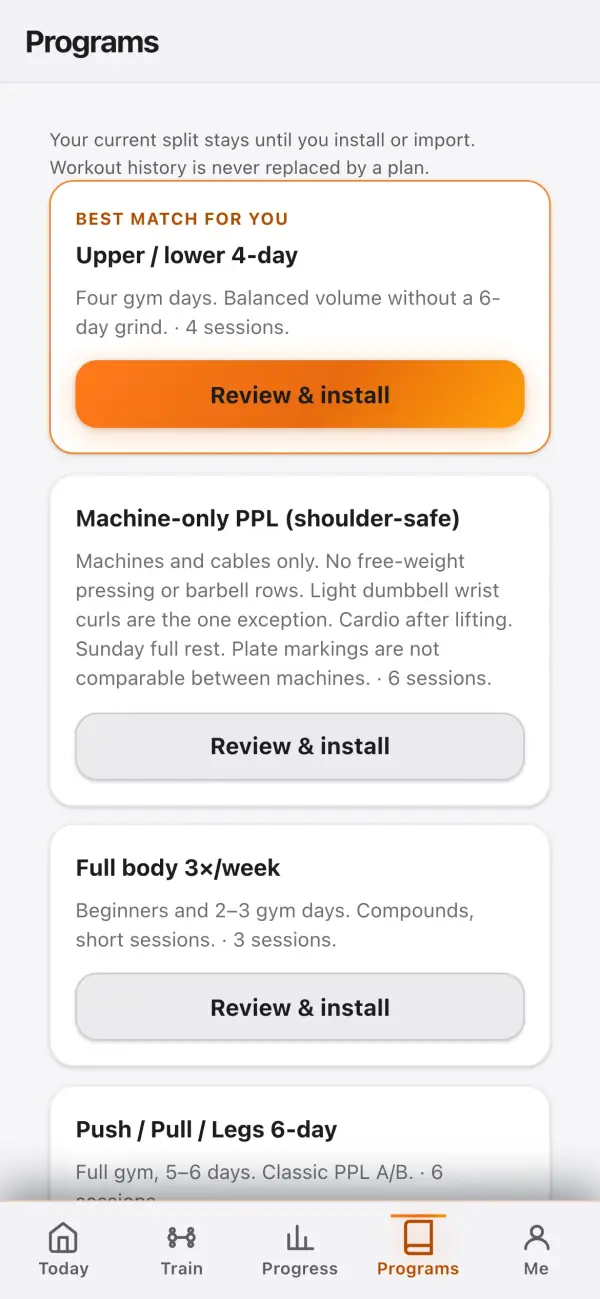 Programs
Your current split stays until you install or import.
Workout history is never replaced by a plan.
BEST MATCH FOR YOU
Upper / lower 4-day
Four gym days. Balanced volume without a 6-
day grind. · 4 sessions.
Review & install
Machine-only PPL (shoulder-safe)
Machines and cables only. No free-weight
pressing or barbell rows. Light dumbbell wrist
curls are the one exception. Cardio after lifting.
Sunday full rest. Plate markings are not
comparable between machines. · 6 sessions.
Review & install
Full body 3×/week
Beginners and 2–3 gym days. Compounds,
short sessions. · 3 sessions.
Review & install
Push / Pull / Legs 6-day
Full gym, 5–6 days. Classic PPL A/B. · 6
sessions.
Today
Train
Progress
Programs
Me